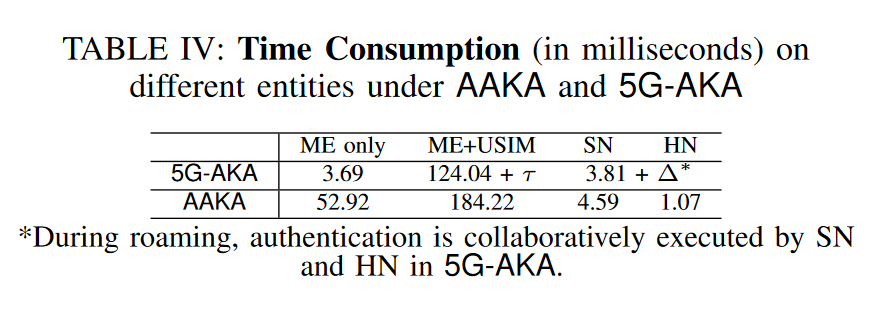 TABLE IV: Time Consumption (in milliseconds) on
different entities under AAKA and 5G-AKA
ME only ME+USIM SN HN
5G-AKA 3.69 124.04 + τ 3.81 + Δ*
AAKA 52.92 184.22 4.59 1.07
*During roaming, authentication is collaboratively executed by SN
and HN in 5G-AKA.